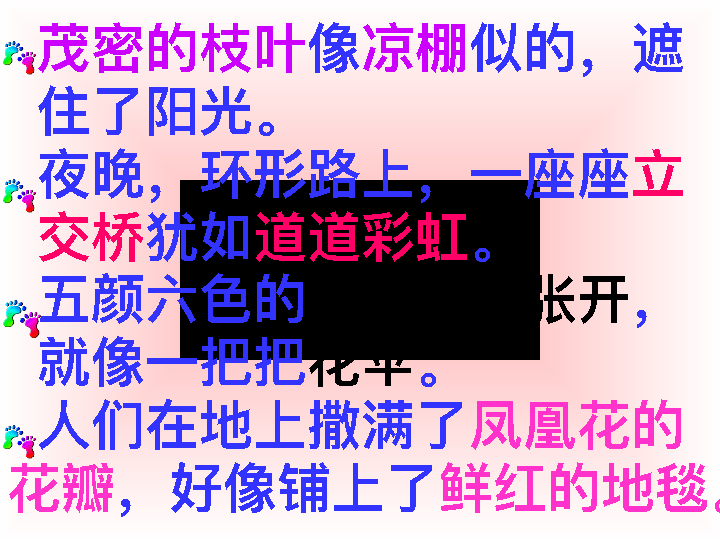 茂密的枝叶像凉棚似的，遮
住了阳光。
夜晚，环形路上，一座座立
交桥犹如道道彩虹。
五颜六色的张开，
就像一把把花伞。
人们在地上撒满了凤凰花的
花瓣，好像铺上了鲜红的地毯。